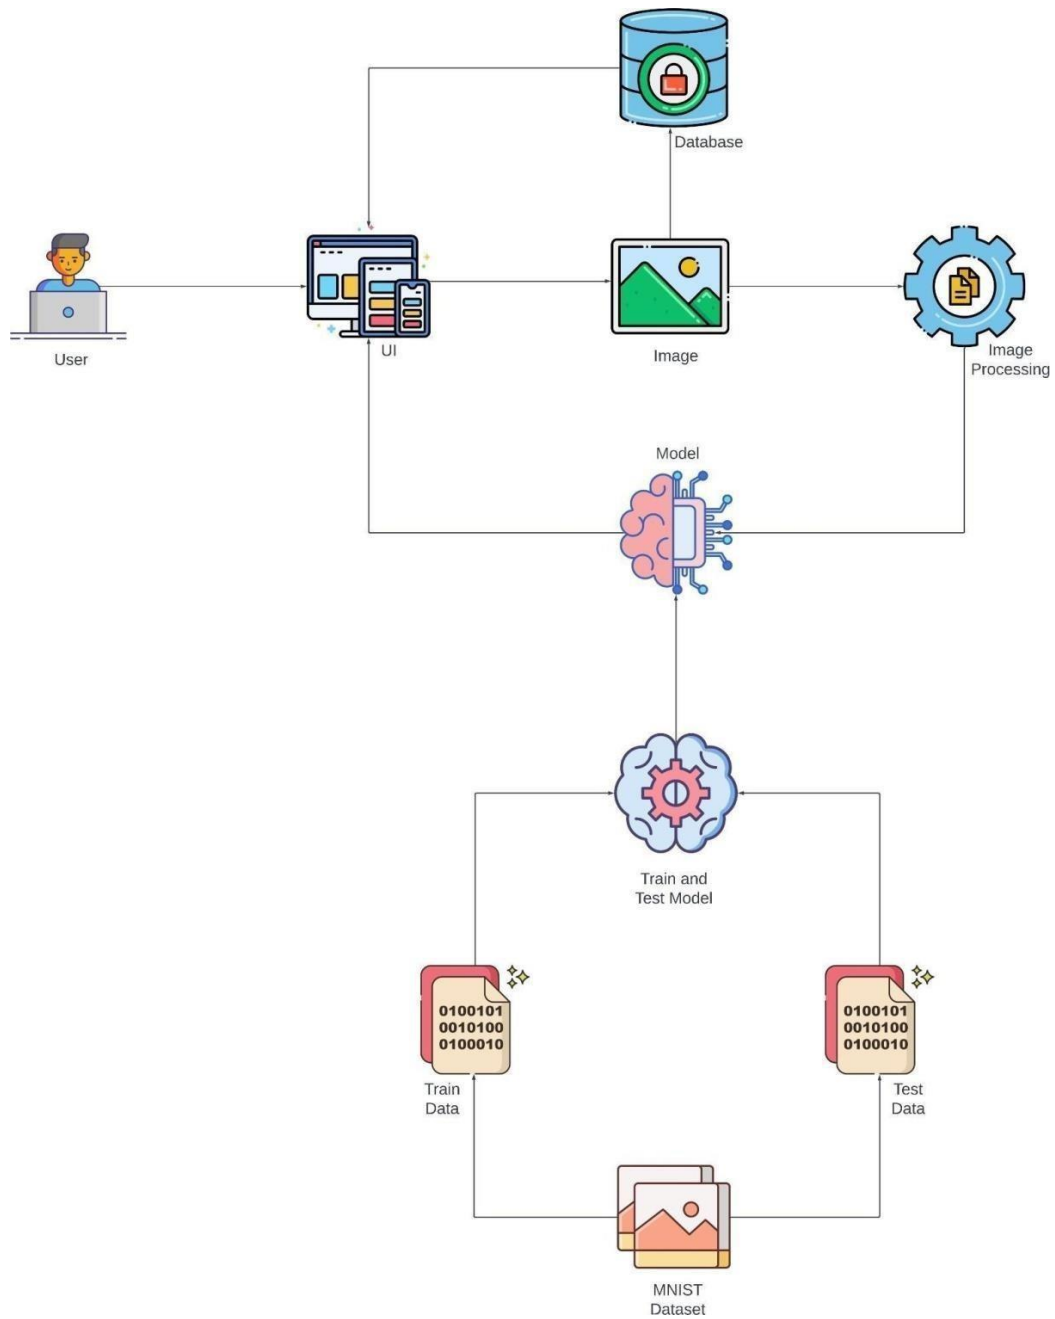 Database
User
UI
Image
Image
Processing
Model
Train and
Test Model
0100101
0010100
0100010
Train
Data
0100101
0010100
0100010
Test
Data
MNIST
Dataset